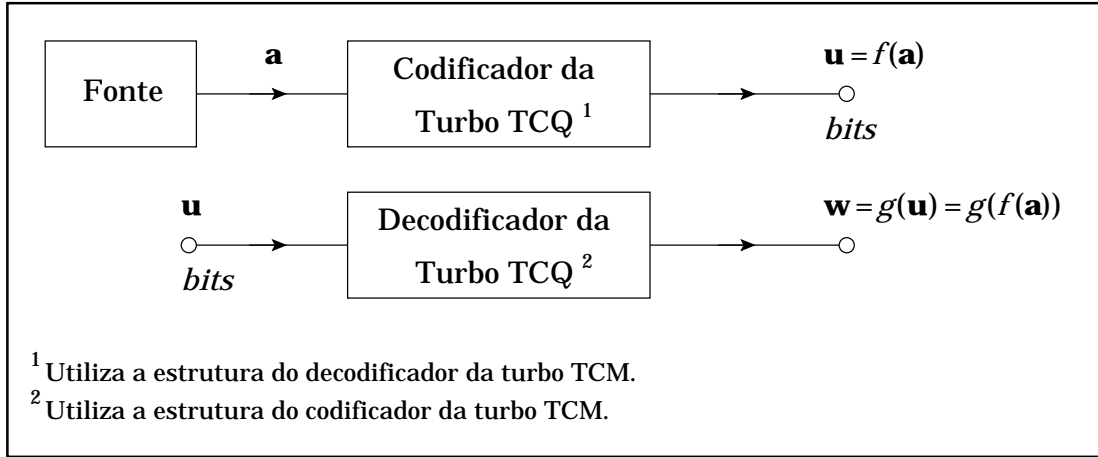 Fonte
a
Codificador da
Turbo TCQ ¹
u = f(a)
bits
u
bits
Decodificador da
Turbo TCQ ²
w = g(u) = g(f(a))
¹ Utiliza a estrutura do decodificador da turbo TCM.
² Utiliza a estrutura do codificador da turbo TCM.